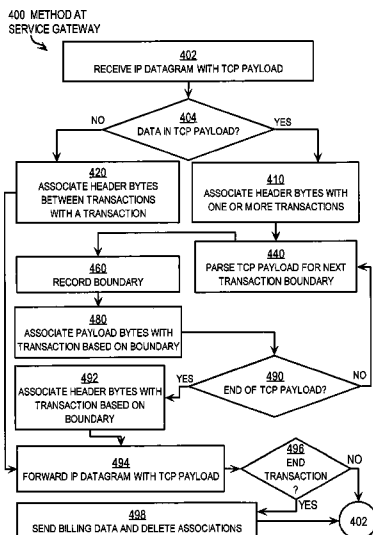 400 METHOD AT
SERVICE GATEWAY
402
RECEIVE IP DATAGRAM WITH TCP PAYLOAD
NO
404
YES
DATA IN TCP PAYLOAD?
420
ASSOCIATE HEADER BYTES
BETWEEN TRANSACTIONS
WITH A TRANSACTION
410
ASSOCIATE HEADER BYTES WITH
ONE OR MORE TRANSACTIONS
460
RECORD BOUNDARY
440
PARSE TCP PAYLOAD FOR NEXT
TRANSACTION BOUNDARY
480
ASSOCIATE PAYLOAD BYTES WITH
TRANSACTION BASED ON BOUNDARY
492
ASSOCIATE HEADER BYTES WITH
TRANSACTION BASED ON
BOUNDARY
YES
490
END OF TCP PAYLOAD?
NO
494
FORWARD IP DATAGRAM WITH TCP PAYLOAD
496
END
TRANSACTION
?
NO
YES
498
SEND BILLING DATA AND DELETE ASSOCIATIONS
402